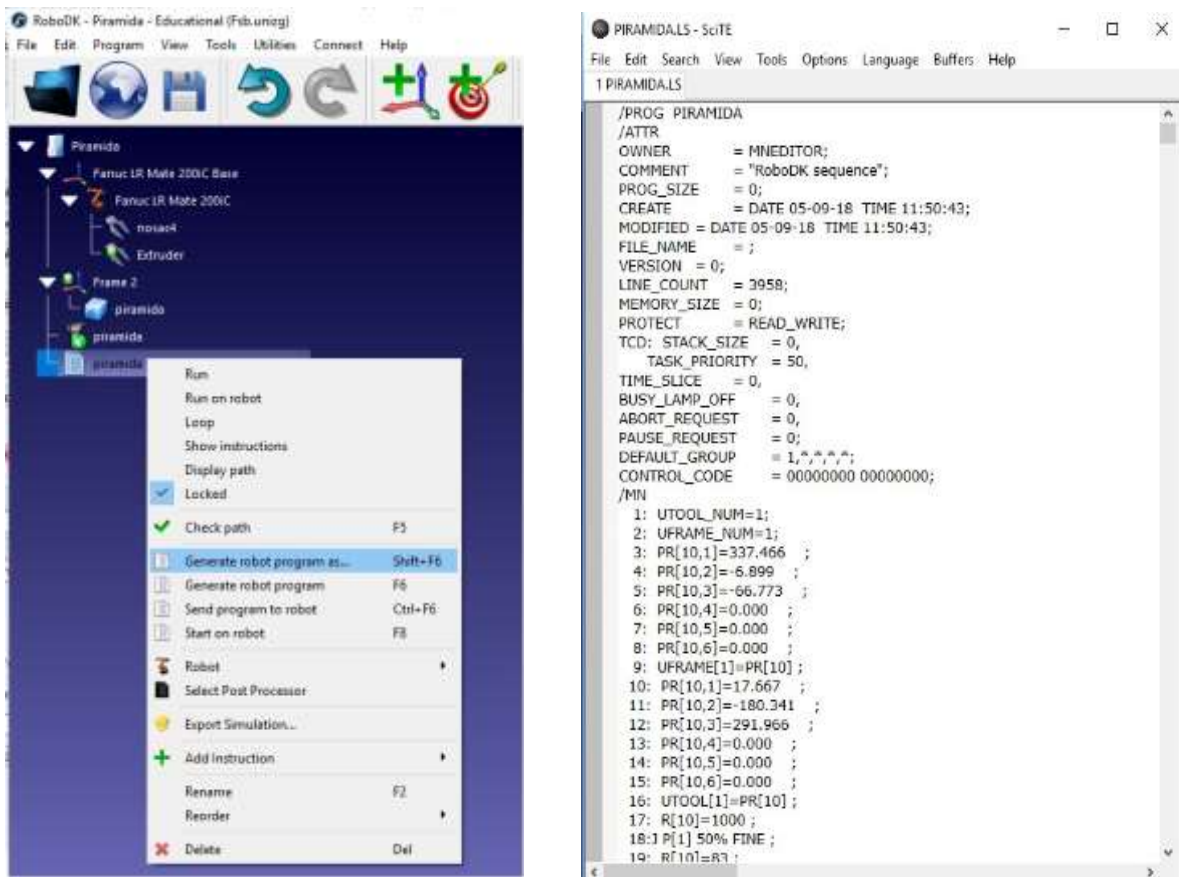 RoboDK - Piramida - Educational (Fsb.unizg)
File Edit Program View Tools Utilities Connect Help
Piramida
Fanuc LR Mate 200iC Base
Fanuc LR Mate 200iC
nosac4
Extruder
Frame 2
piramida
piramida
piramida
Run
Run on robot
Loop
Show instructions
Display path
Locked
Check path F5
Generate robot program as... Shift+F6
Generate robot program F6
Send program to robot Ctrl+F6
Start on robot F8
Robot
Select Post Processor
Export Simulation...
Add Instruction
Rename F2
Reorder
Delete Del
PIRAMIDA.LS - SciTE
File Edit Search View Tools Options Language Buffers Help
1 PIRAMIDA.LS
/PROG PIRAMIDA
/ATTR
OWNER = MNEDITOR;
COMMENT = "RoboDK sequence";
PROG_SIZE = 0;
CREATE = DATE 05-09-18 TIME 11:50:43;
MODIFIED = DATE 05-09-18 TIME 11:50:43;
FILE_NAME = ;
VERSION = 0;
LINE_COUNT = 3958;
MEMORY_SIZE = 0;
PROTECT = READ_WRITE;
TCD: STACK_SIZE = 0,
TASK_PRIORITY = 50,
TIME_SLICE = 0,
BUSY_LAMP_OFF = 0,
ABORT_REQUEST = 0,
PAUSE_REQUEST = 0;
DEFAULT_GROUP = 1,*,*,*,*;
CONTROL_CODE = 00000000 00000000;
/MN
1: UTOOL_NUM=1;
2: UFRAME_NUM=1;
3: PR[10,1]=337.466 ;
4: PR[10,2]=-6.899 ;
5: PR[10,3]=-66.773 ;
6: PR[10,4]=0.000 ;
7: PR[10,5]=0.000 ;
8: PR[10,6]=0.000 ;
9: UFRAME[1]=PR[10] ;
10: PR[10,1]=17.667 ;
11: PR[10,2]=-180.341 ;
12: PR[10,3]=291.966 ;
13: PR[10,4]=0.000 ;
14: PR[10,5]=0.000 ;
15: PR[10,6]=0.000 ;
16: UTOOL[1]=PR[10] ;
17: R[10]=1000 ;
18:J P[1] 50% FINE ;
19: R[10]=83 ;